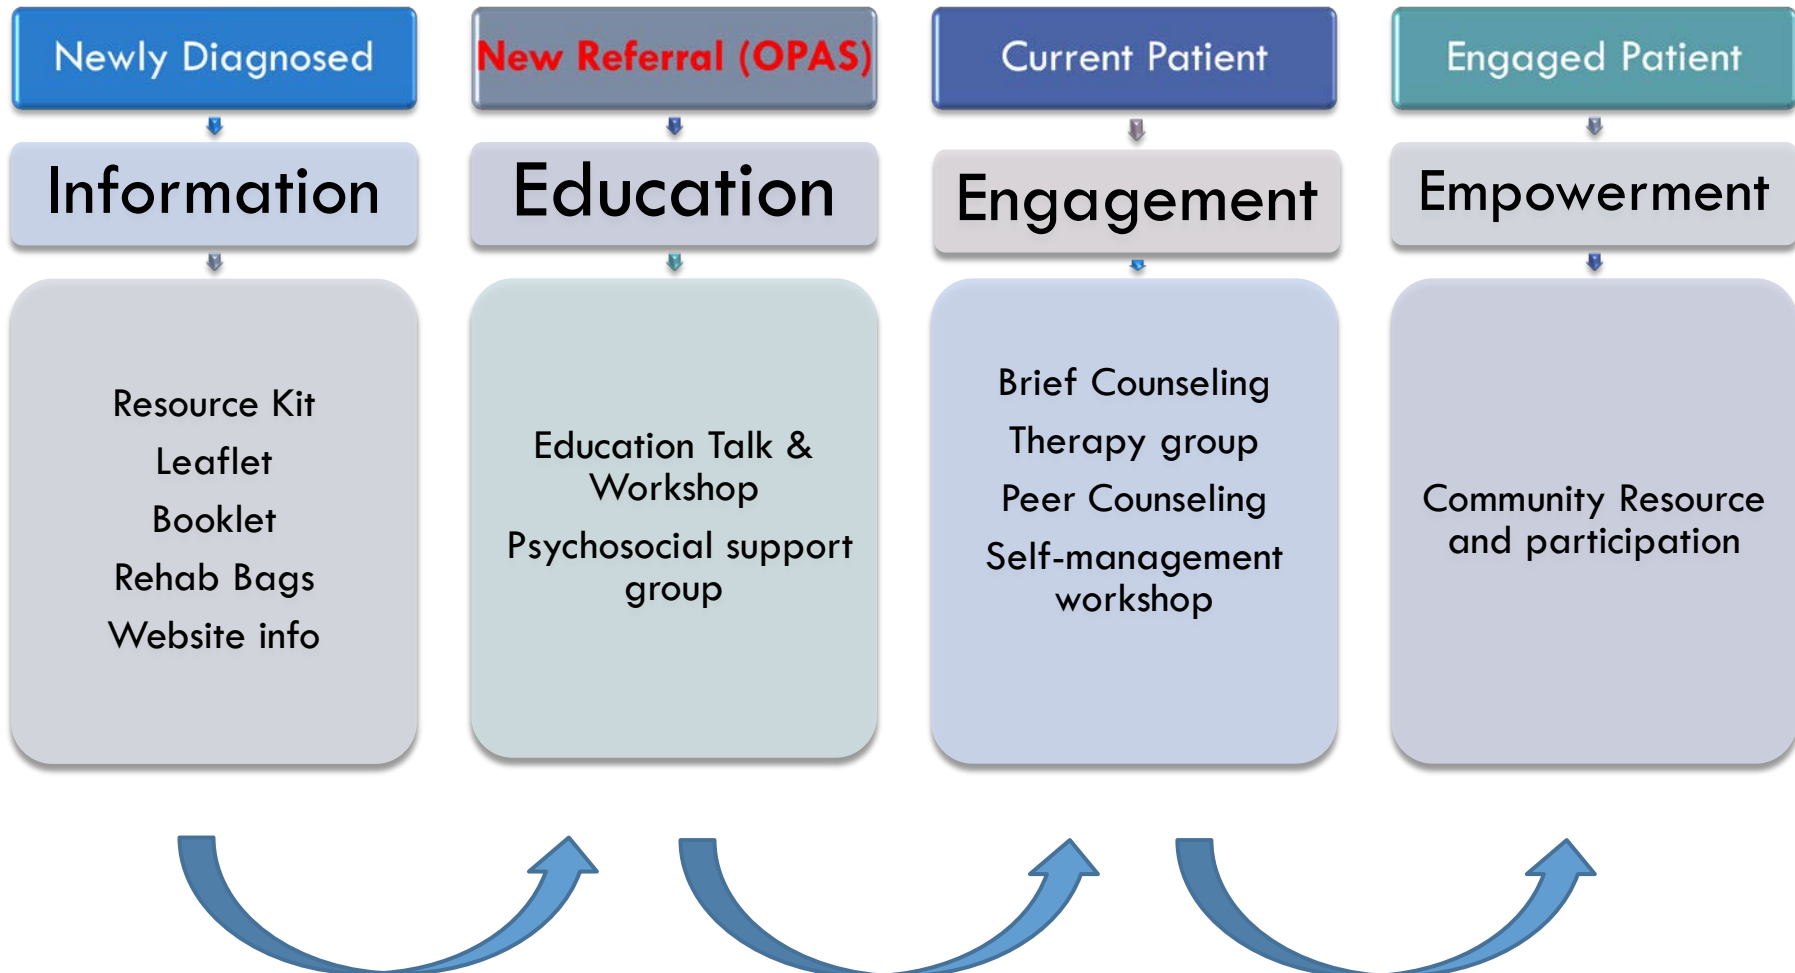 Newly Diagnosed
New Referral (OPAS)
Current Patient
Engaged Patient
Information
Education
Engagement
Empowerment
Resource Kit
Leaflet
Booklet
Rehab Bags
Website info
Education Talk &
Workshop
Psychosocial support
group
Brief Counseling
Therapy group
Peer Counseling
Self-management
workshop
Community Resource
and participation